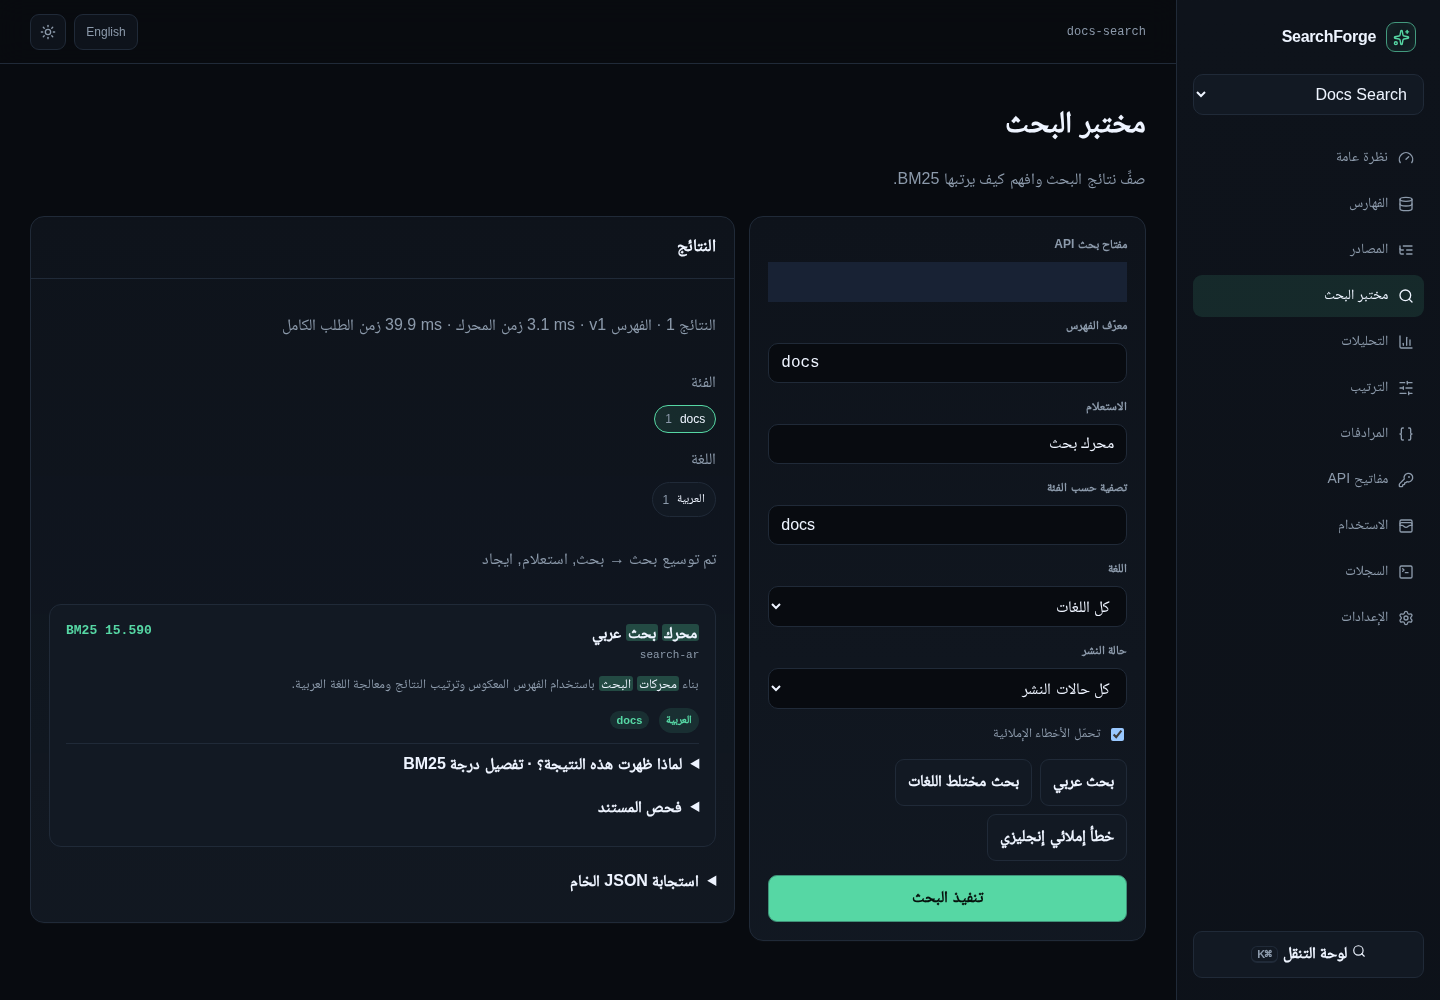 SearchForge
Docs Search
نظرة عامة
الفهارس
المصادر
مختبر البحث
التحليلات
الترتيب
المرادفات
مفاتيح API
الاستخدام
السجلات
الإعدادات
لوحة التنقل ⌘K
docs-search
English
مختبر البحث
صفِّ نتائج البحث وافهم كيف يرتبها BM25.
مفتاح بحث API
معرّف الفهرس
docs
الاستعلام
محرك بحث
تصفية حسب الفئة
docs
اللغة
كل اللغات
حالة النشر
كل حالات النشر
تحمّل الأخطاء الإملائية
بحث عربي
بحث مختلط اللغات
خطأ إملائي إنجليزي
تنفيذ البحث
النتائج
النتائج 1 · الفهرس v1 · 3.1 ms زمن المحرك · 39.9 ms زمن الطلب الكامل
الفئة
docs 1
اللغة
العربية 1
تم توسيع بحث → بحث, استعلام, ايجاد
محرك بحث عربي
BM25 15.590
search-ar
بناء محركات البحث باستخدام الفهرس المعكوس وترتيب النتائج ومعالجة اللغة العربية.
العربية docs
لماذا ظهرت هذه النتيجة؟ · تفصيل درجة BM25
فحص المستند
استجابة JSON الخام